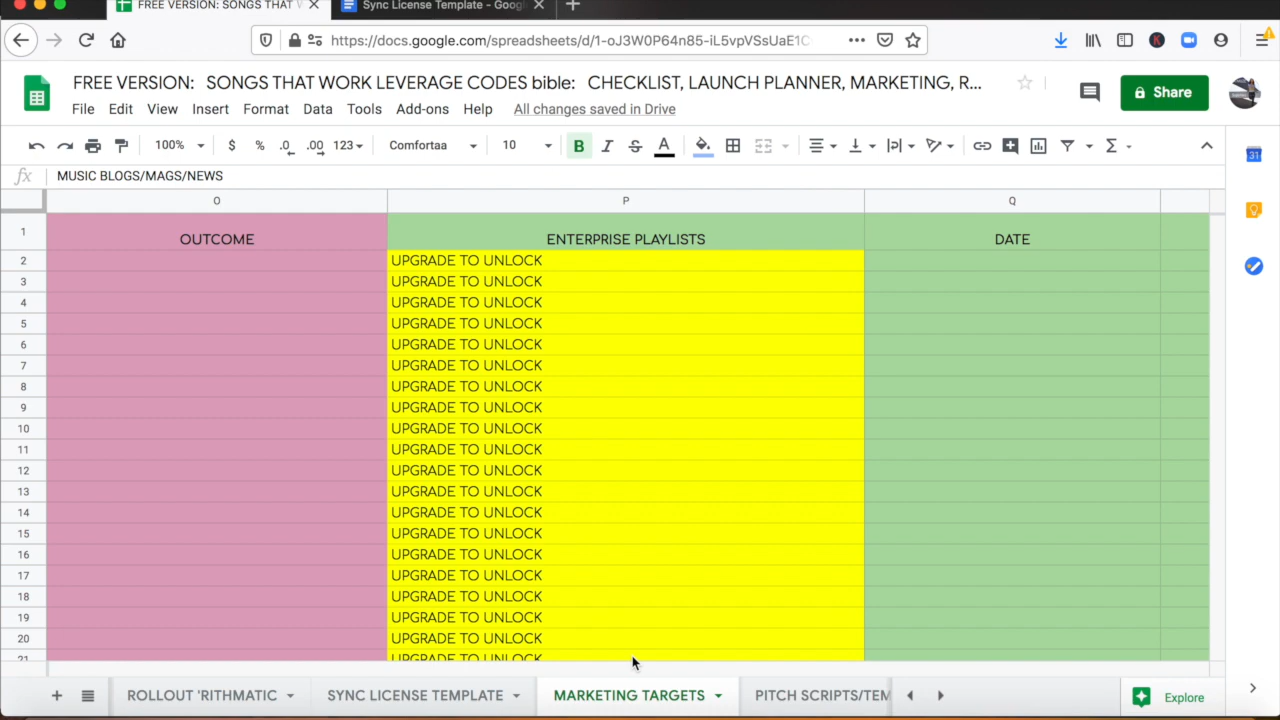 FREE VERSION: SONGS THAT W
Sync License Template - Googl
https://docs.google.com/spreadsheets/d/1-oJ3W0P64n85-iL5vpVSsUaE1C
FREE VERSION: SONGS THAT WORK LEVERAGE CODES bible: CHECKLIST, LAUNCH PLANNER, MARKETING, R...
Share
File Edit View Insert Format Data Tools Add-ons Help All changes saved in Drive
100% $ % .0 .00 123 Comfortaa 10 B I S A
31
fx MUSIC BLOGS/MAGS/NEWS
O P Q
1 OUTCOME ENTERPRISE PLAYLISTS DATE
2 UPGRADE TO UNLOCK
3 UPGRADE TO UNLOCK
4 UPGRADE TO UNLOCK
5 UPGRADE TO UNLOCK
6 UPGRADE TO UNLOCK
7 UPGRADE TO UNLOCK
8 UPGRADE TO UNLOCK
9 UPGRADE TO UNLOCK
10 UPGRADE TO UNLOCK
11 UPGRADE TO UNLOCK
12 UPGRADE TO UNLOCK
13 UPGRADE TO UNLOCK
14 UPGRADE TO UNLOCK
15 UPGRADE TO UNLOCK
16 UPGRADE TO UNLOCK
17 UPGRADE TO UNLOCK
18 UPGRADE TO UNLOCK
19 UPGRADE TO UNLOCK
20 UPGRADE TO UNLOCK
21 UPGRADE TO UNLOCK
ROLLOUT 'RITHMATIC SYNC LICENSE TEMPLATE MARKETING TARGETS PITCH SCRIPTS/TEM Explore